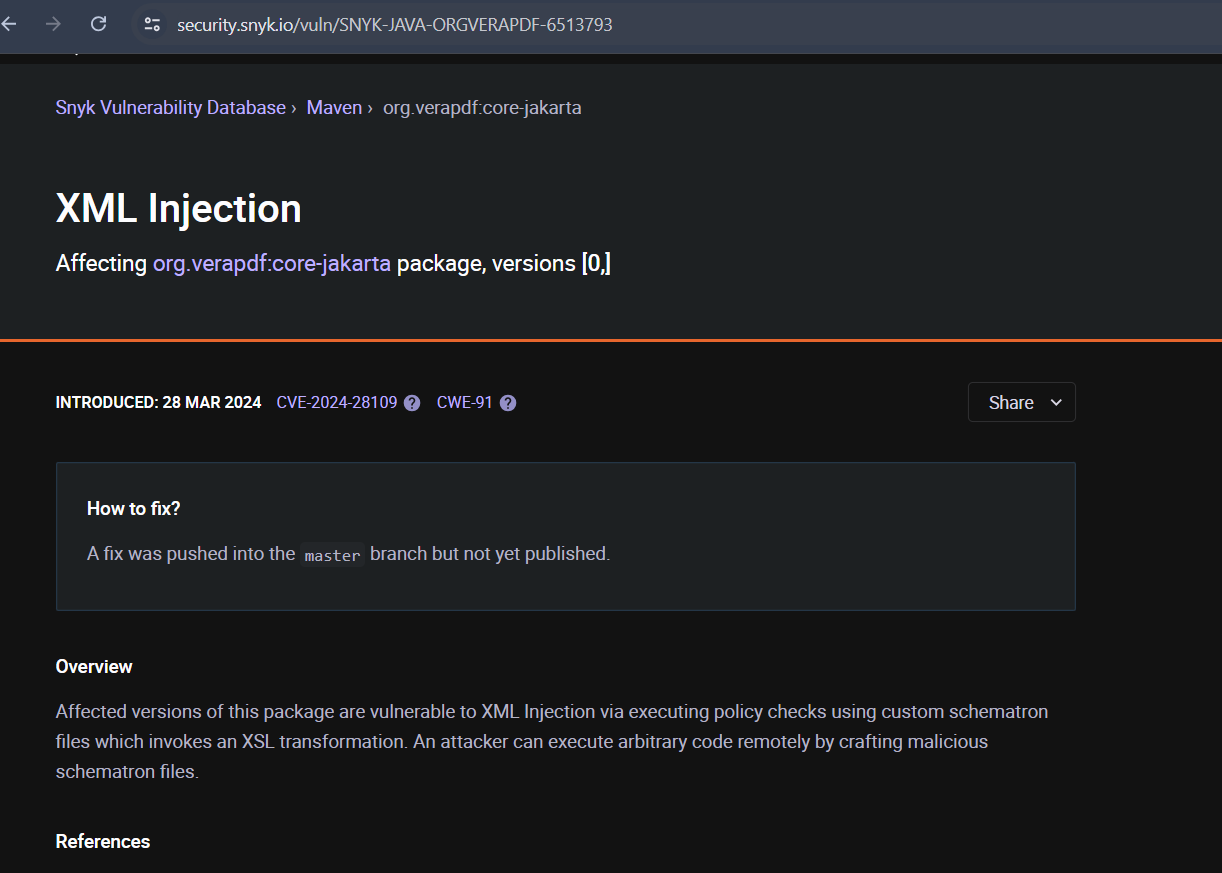 security.snyk.io/vuln/SNYK-JAVA-ORGVERAPDF-6513793
Snyk Vulnerability Database › Maven › org.verapdf:core-jakarta
XML Injection
Affecting org.verapdf:core-jakarta package, versions [0,]
INTRODUCED: 28 MAR 2024 CVE-2024-28109 ? CWE-91 ?
Share
How to fix?
A fix was pushed into the master branch but not yet published.
Overview
Affected versions of this package are vulnerable to XML Injection via executing policy checks using custom schematron
files which invokes an XSL transformation. An attacker can execute arbitrary code remotely by crafting malicious
schematron files.
References